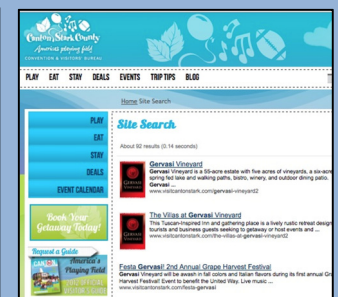 Canton/Stark County
America's playing field
CONVENTION & VISITORS' BUREAU
PLAY EAT STAY DEALS EVENTS TRIP TIPS BLOG
Home Site Search
PLAY
EAT
STAY
DEALS
EVENT CALENDAR
Book Your
Getaway Today!
Request a Guide
America's
Playing Field
Site Search
About 92 results (0.14 seconds)
Gervasi Vineyard
Gervasi Vineyard is a 55-acre estate with five acres of vineyards, a six-acre
spring fed lake and walking paths, bistro, winery, and outdoor dining patio.
Gervasi ...
www.visitcantonstark.com/gervasi-vineyard2
The Villas at Gervasi Vineyard
This Tuscan-Inspired Inn and gathering place is a lively rustic retreat design
tourists and business guests seeking to getaway or host events and ...
www.visitcantonstark.com/the-villas-at-gervasi-vineyard2
Festa Gervasi! 2nd Annual Grape Harvest Festival
Gervasi Vineyard will be awash in fall colors and Italian flavors during its first annual Gr
Harvest Festival! Event to benefit the United Way. Live music ...
www.visitcantonstark.com/festa-gervasi